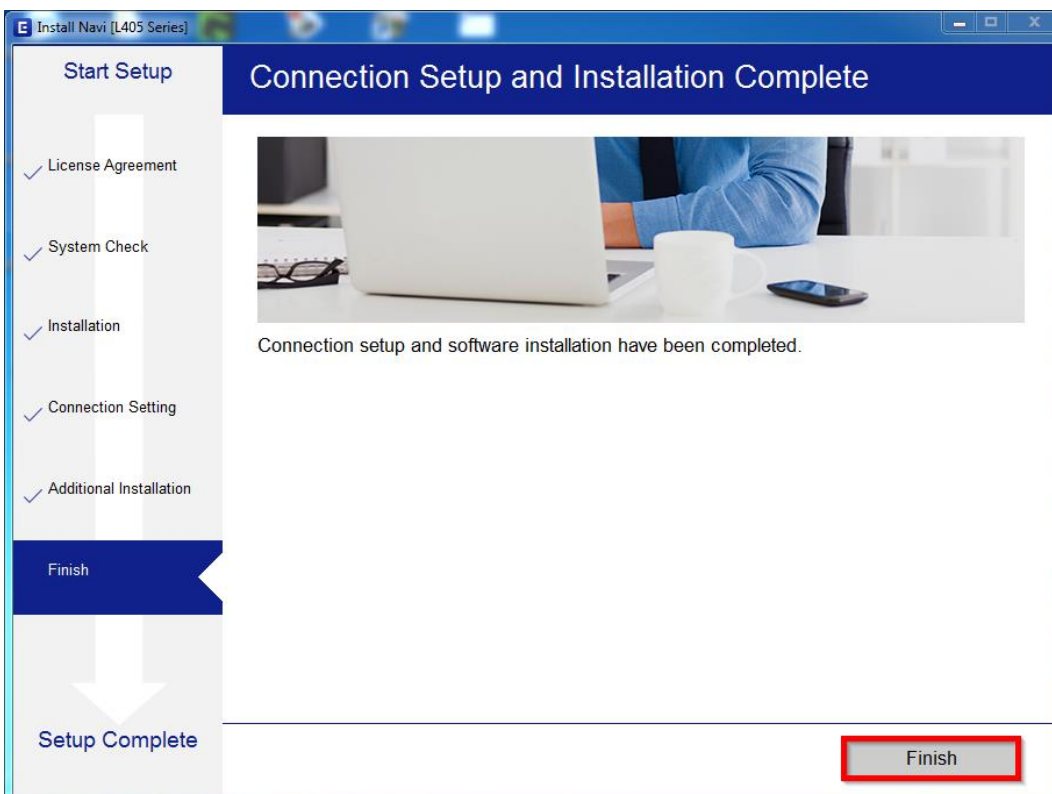 E Install Navi [L405 Series]
Start Setup
Connection Setup and Installation Complete
License Agreement
System Check
Installation
Connection Setting
Additional Installation
Finish
Setup Complete
Connection setup and software installation have been completed.
Finish